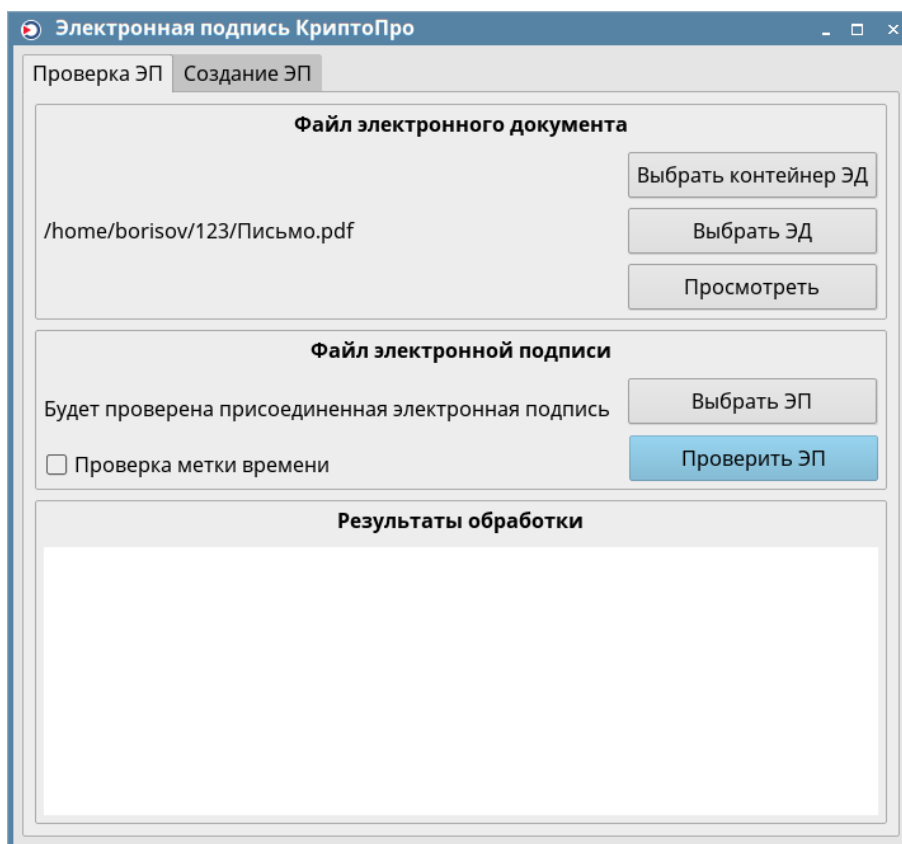 Электронная подпись КриптоПро
Проверка ЭП
Создание ЭП
Файл электронного документа
Выбрать контейнер ЭД
/home/borisov/123/Письмо.pdf
Выбрать ЭД
Просмотреть
Файл электронной подписи
Будет проверена присоединенная электронная подпись
Выбрать ЭП
Проверка метки времени
Проверить ЭП
Результаты обработки